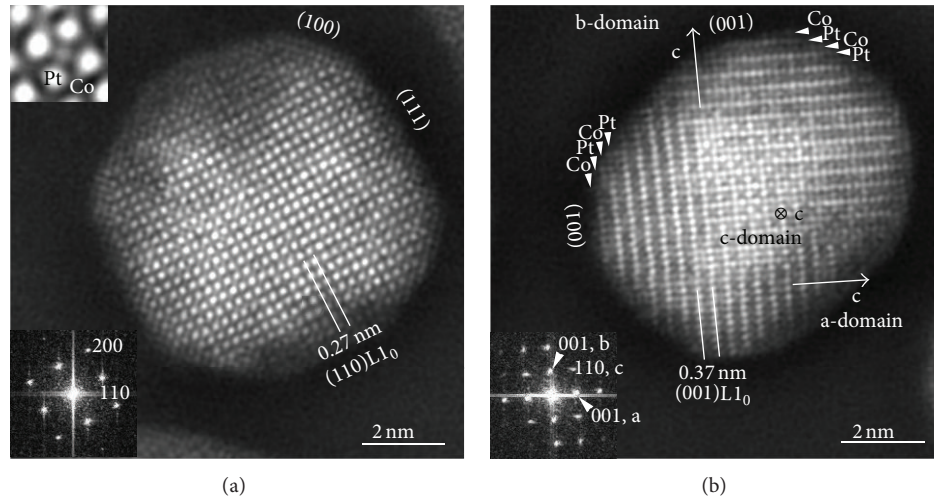 (100)
(111)
Pt
Co
0.27 nm
(110)L1₀
200
110
2 nm
(a)
b-domain
(001)
c
Co
Pt
Co
Pt
Pt
Co
Pt
Co
(001)
⊗ c
c-domain
c
a-domain
001, b
110, c
001, a
0.37 nm
(001)L1₀
2 nm
(b)